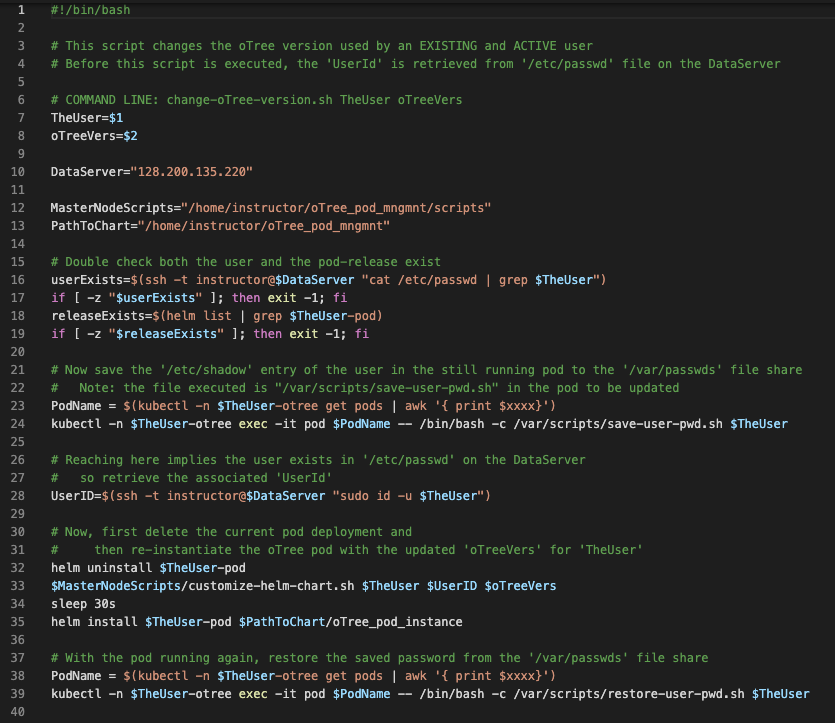 1 #!/bin/bash
2
3 # This script changes the oTree version used by an EXISTING and ACTIVE user
4 # Before this script is executed, the 'UserId' is retrieved from '/etc/passwd' file on the DataServer
5
6 # COMMAND LINE: change-oTree-version.sh TheUser oTreeVers
7 TheUser=$1
8 oTreeVers=$2
9
10 DataServer="128.200.135.220"
11
12 MasterNodeScripts="/home/instructor/oTree_pod_mngmnt/scripts"
13 PathToChart="/home/instructor/oTree_pod_mngmnt"
14
15 # Double check both the user and the pod-release exist
16 userExists=$(ssh -t instructor@$DataServer "cat /etc/passwd | grep $TheUser")
17 if [ -z "$userExists" ]; then exit -1; fi
18 releaseExists=$(helm list | grep $TheUser-pod)
19 if [ -z "$releaseExists" ]; then exit -1; fi
20
21 # Now save the '/etc/shadow' entry of the user in the still running pod to the '/var/passwds' file share
22 #   Note: the file executed is "/var/scripts/save-user-pwd.sh" in the pod to be updated
23 PodName = $(kubectl -n $TheUser-otree get pods | awk '{ print $xxxx}')
24 kubectl -n $TheUser-otree exec -it pod $PodName -- /bin/bash -c /var/scripts/save-user-pwd.sh $TheUser
25
26 # Reaching here implies the user exists in '/etc/passwd' on the DataServer
27 #   so retrieve the associated 'UserId'
28 UserID=$(ssh -t instructor@$DataServer "sudo id -u $TheUser")
29
30 # Now, first delete the current pod deployment and
31 #     then re-instantiate the oTree pod with the updated 'oTreeVers' for 'TheUser'
32 helm uninstall $TheUser-pod
33 $MasterNodeScripts/customize-helm-chart.sh $TheUser $UserID $oTreeVers
34 sleep 30s
35 helm install $TheUser-pod $PathToChart/oTree_pod_instance
36
37 # With the pod running again, restore the saved password from the '/var/passwds' file share
38 PodName = $(kubectl -n $TheUser-otree get pods | awk '{ print $xxxx}')
39 kubectl -n $TheUser-otree exec -it pod $PodName -- /bin/bash -c /var/scripts/restore-user-pwd.sh $TheUser
40